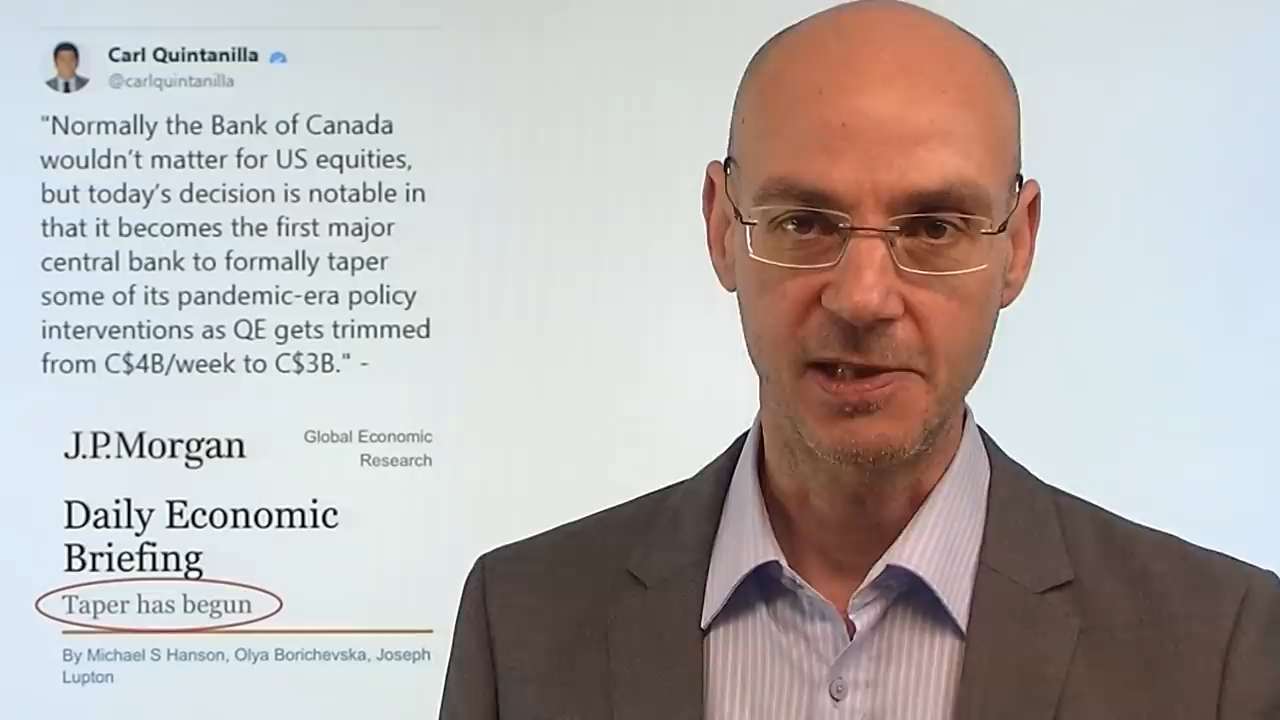 Carl Quintanilla
@carlquintanilla
"Normally the Bank of Canada
wouldn't matter for US equities,
but today's decision is notable in
that it becomes the first major
central bank to formally taper
some of its pandemic-era policy
interventions as QE gets trimmed
from C$4B/week to C$3B." -
J.P.Morgan
Global Economic
Research
Daily Economic
Briefing
Taper has begun
By Michael S Hanson, Olya Borichevska, Joseph
Lupton